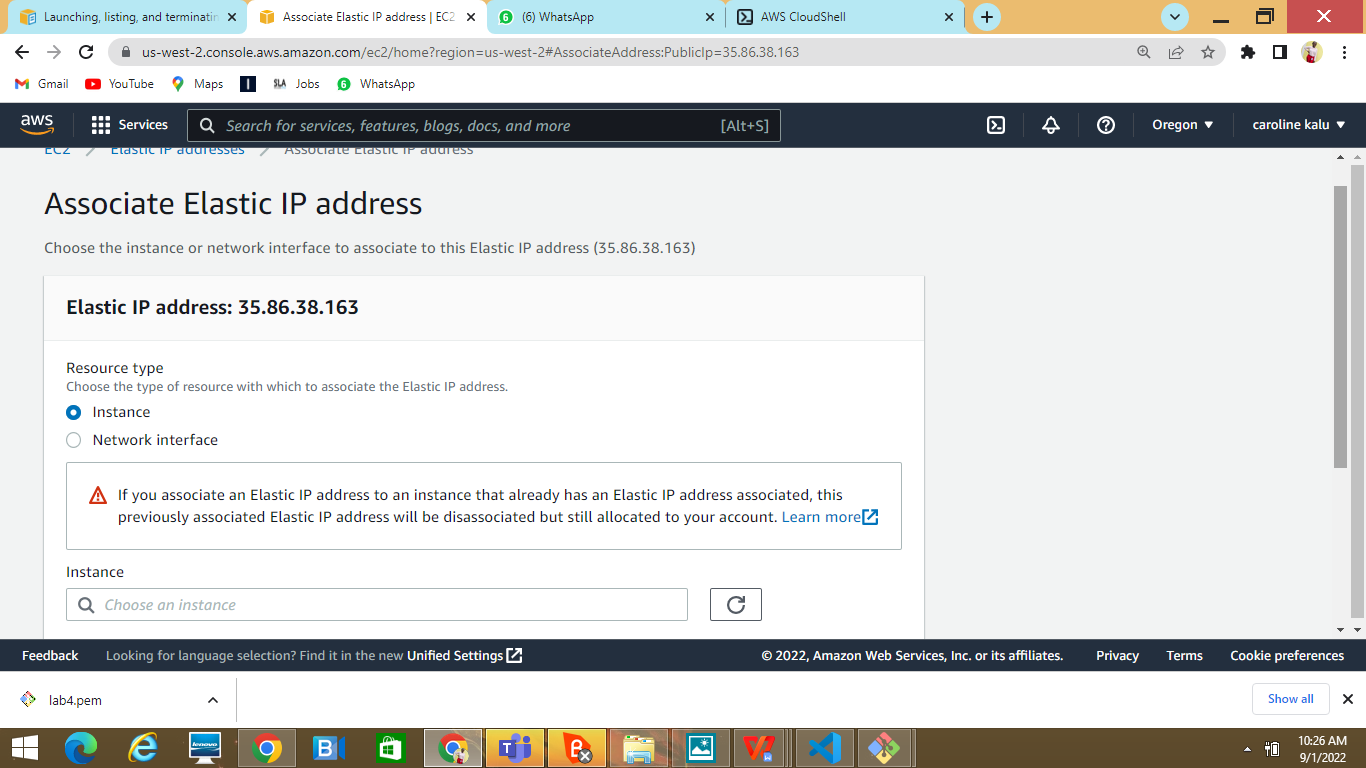 Launching, listing, and terminatin
Associate Elastic IP address | EC2
(6) WhatsApp
AWS CloudShell
us-west-2.console.aws.amazon.com/ec2/home?region=us-west-2#AssociateAddress:PublicIp=35.86.38.163
Gmail
YouTube
Maps
SLA Jobs
6 WhatsApp
aws
Services
Search for services, features, blogs, docs, and more
[Alt+S]
Oregon
caroline kalu
EC2
Elastic IP addresses
Associate Elastic IP address
Associate Elastic IP address
Choose the instance or network interface to associate to this Elastic IP address (35.86.38.163)
Elastic IP address: 35.86.38.163
Resource type
Choose the type of resource with which to associate the Elastic IP address.
Instance
Network interface
If you associate an Elastic IP address to an instance that already has an Elastic IP address associated, this
previously associated Elastic IP address will be disassociated but still allocated to your account. Learn more
Instance
Choose an instance
Feedback
Looking for language selection? Find it in the new Unified Settings
© 2022, Amazon Web Services, Inc. or its affiliates.
Privacy
Terms
Cookie preferences
lab4.pem
Show all
lenovo
10:26 AM
9/1/2022